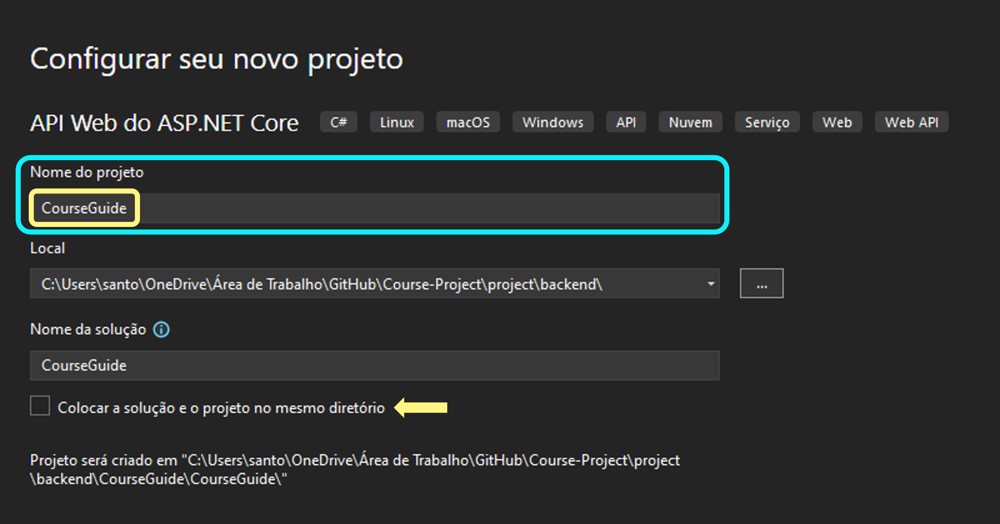 Configurar seu novo projeto
API Web do ASP.NET Core C# Linux macOS Windows API Nuvem Serviço Web Web API
Nome do projeto
CourseGuide
Local
C:\Users\santo\OneDrive\Área de Trabalho\GitHub\Course-Project\project\backend\ ...
Nome da solução
CourseGuide
Colocar a solução e o projeto no mesmo diretório
Projeto será criado em "C:\Users\santo\OneDrive\Área de Trabalho\GitHub\Course-Project\project
\backend\CourseGuide\CourseGuide\"